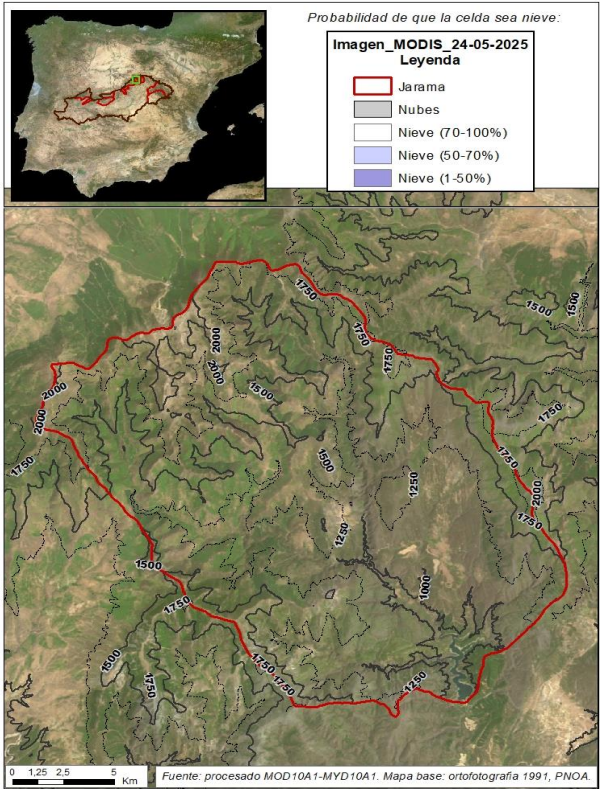 Probabilidad de que la celda sea nieve:
Imagen_MODIS_24-05-2025
Leyenda
Jarama
Nubes
Nieve (70-100%)
Nieve (50-70%)
Nieve (1-50%)
1750
1500
1500
1750
2000
1750
2000
2000
1500
1750
2000
1750
1500
1250
1750
2000
1250
1750
1500
1000
1750
1500
1750
1750
1750
1250
0 1,25 2,5 5
Km
Fuente: procesado MOD10A1-MYD10A1. Mapa base: ortofotografia 1991, PNOA.